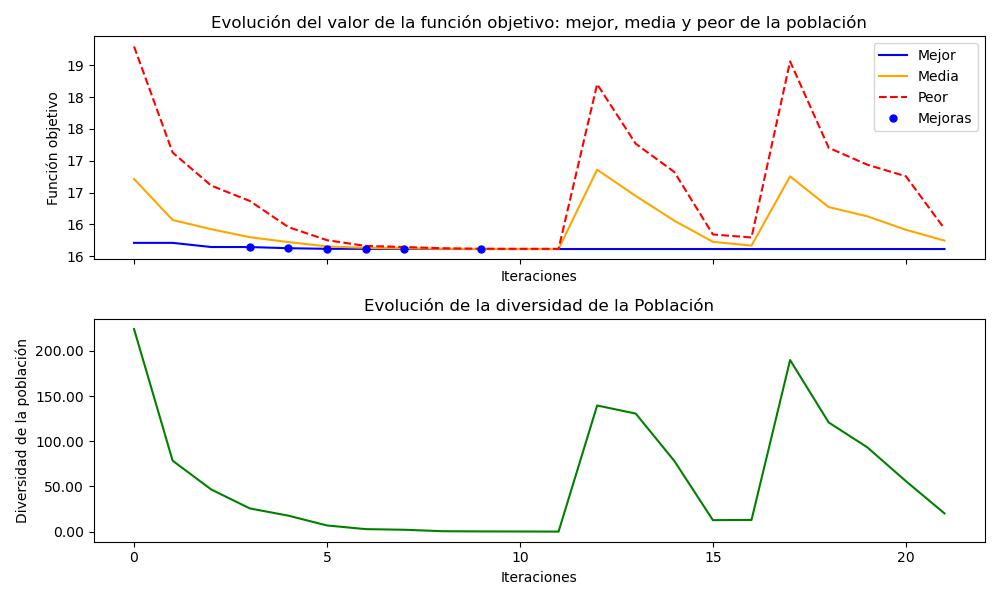 Evolución del valor de la función objetivo: mejor, media y peor de la población
Función objetivo
19
18
18
17
17
16
16
Mejor
Media
Peor
Mejoras
Iteraciones
Evolución de la diversidad de la Población
Diversidad de la población
200.00
150.00
100.00
50.00
0.00
0
5
10
15
20
Iteraciones